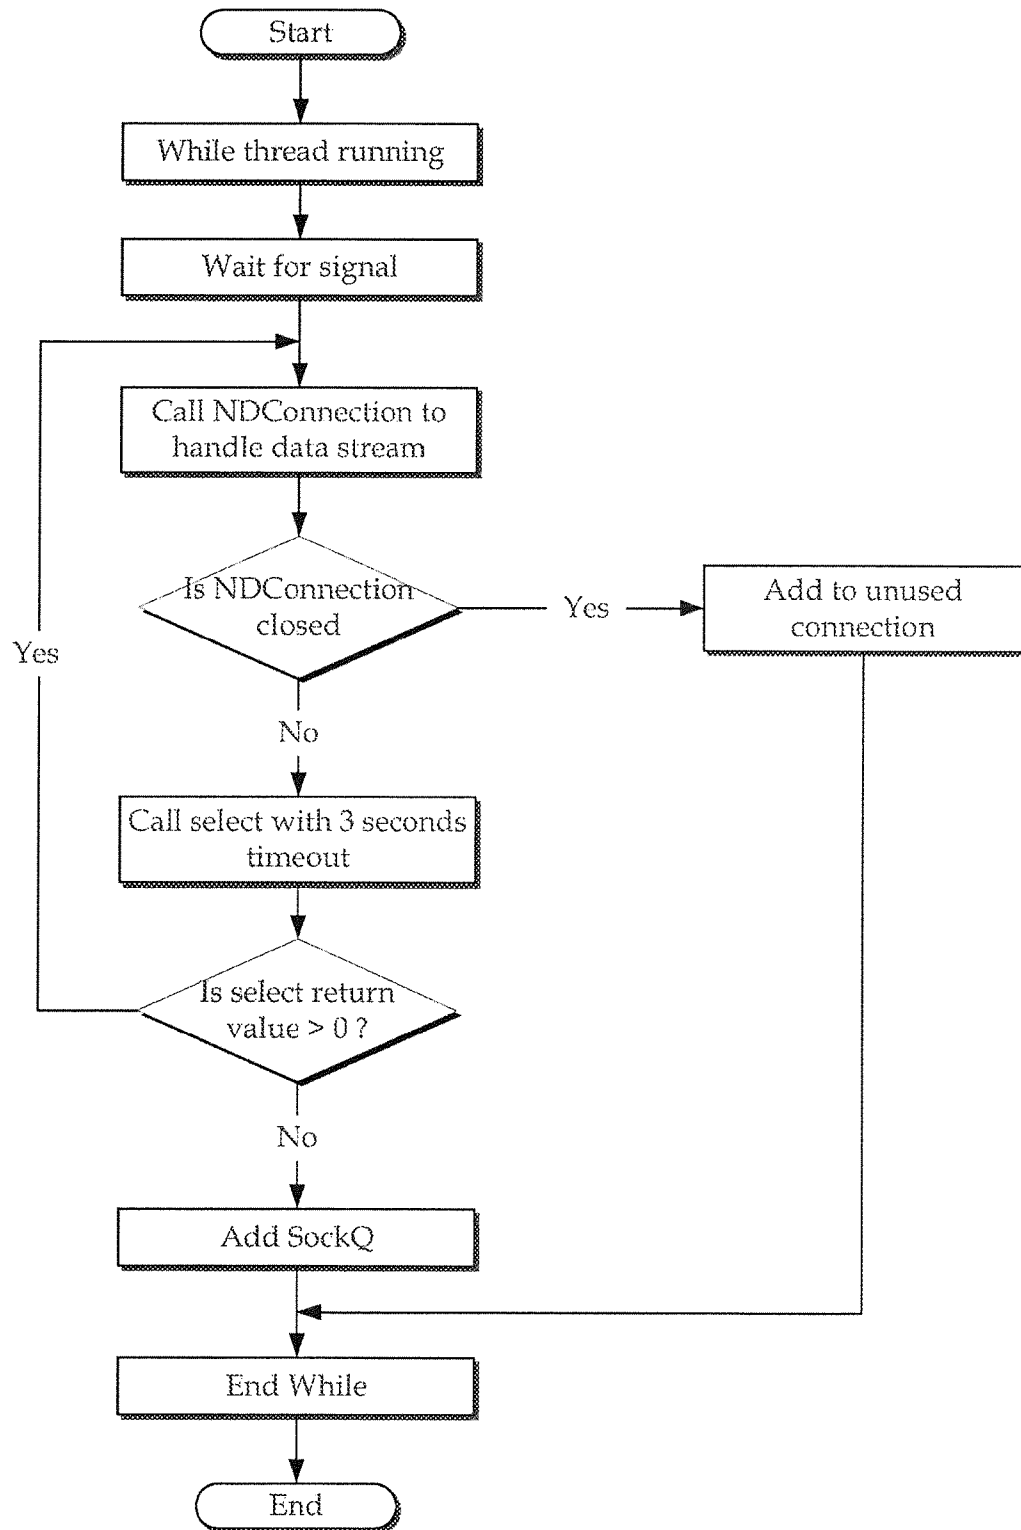 Start
While thread running
Wait for signal
Call NDConnection to
handle data stream
Is NDConnection
closed
Yes
Add to unused
connection
Yes
No
Call select with 3 seconds
timeout
Is select return
value > 0 ?
No
Add SockQ
End While
End